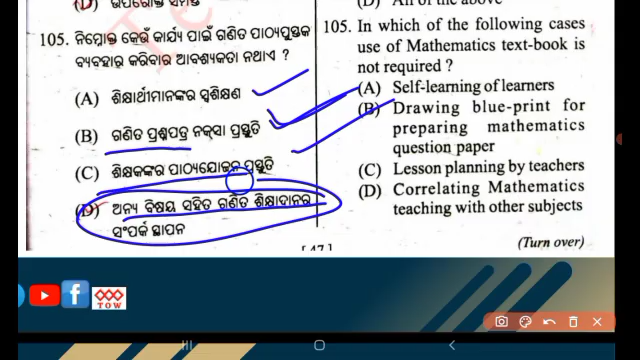 (D) ଉପରୋକ୍ତ ସମସ୍ତ
105. ନିମ୍ନୋକ୍ତ କେଉଁ କାର୍ଯ୍ୟ ପାଇଁ ଗଣିତ ପାଠ୍ୟପୁସ୍ତକ
ବ୍ୟବହାର କରିବାର ଆବଶ୍ୟକତା ନଥାଏ ?
(A) ଶିକ୍ଷାର୍ଥୀମାନଙ୍କର ସ୍ୱଶିକ୍ଷଣ
(B) ଗଣିତ ପ୍ରଶ୍ନପତ୍ର ନକ୍ସା ପ୍ରସ୍ତୁତି
(C) ଶିକ୍ଷକଙ୍କର ପାଠ୍ୟଯୋଜନା ପ୍ରସ୍ତୁତି
(D) ଅନ୍ୟ ବିଷୟ ସହିତ ଗଣିତ ଶିକ୍ଷାଦାନର
ସଂପର୍କ ସ୍ଥାପନ
(D) All of the above
105. In which of the following cases
use of Mathematics text-book is
not required ?
(A) Self-learning of learners
(B) Drawing blue-print for
preparing mathematics
question paper
(C) Lesson planning by teachers
(D) Correlating Mathematics
teaching with other subjects
[ 47 ]
(Turn over)
TOW